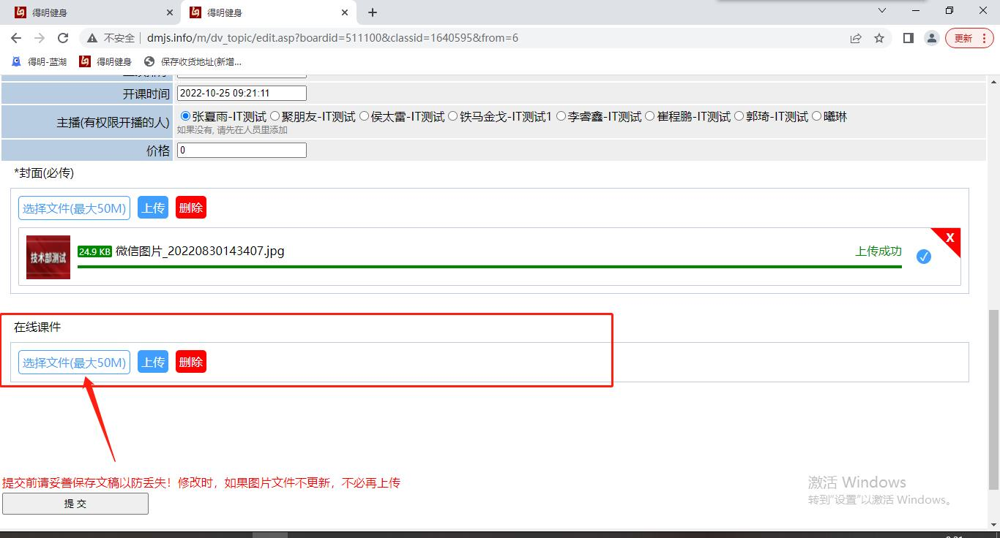 得明健身
得明健身
不安全
dmjs.info/m/dv_topic/edit.asp?boardid=511100&classid=1640595&from=6
更新
得明-蓝湖
得明健身
保存收货地址(新增...
开课时间
2022-10-25 09:21:11
主播(有权限开播的人)
张夏雨-IT测试 聚朋友-IT测试 侯太雷-IT测试 铁马金戈-IT测试1 李睿鑫-IT测试 崔程鹏-IT测试 郭琦-IT测试 曦琳
如果没有, 请先在人员里添加
价格
0
*封面(必传)
选择文件(最大50M) 上传 删除
技术部测试
24.9 KB 微信图片_20220830143407.jpg
上传成功
X
在线课件
选择文件(最大50M) 上传 删除
提交前请妥善保存文稿以防丢失！修改时，如果图片文件不更新，不必再上传
提 交
激活 Windows
转到"设置"以激活 Windows。